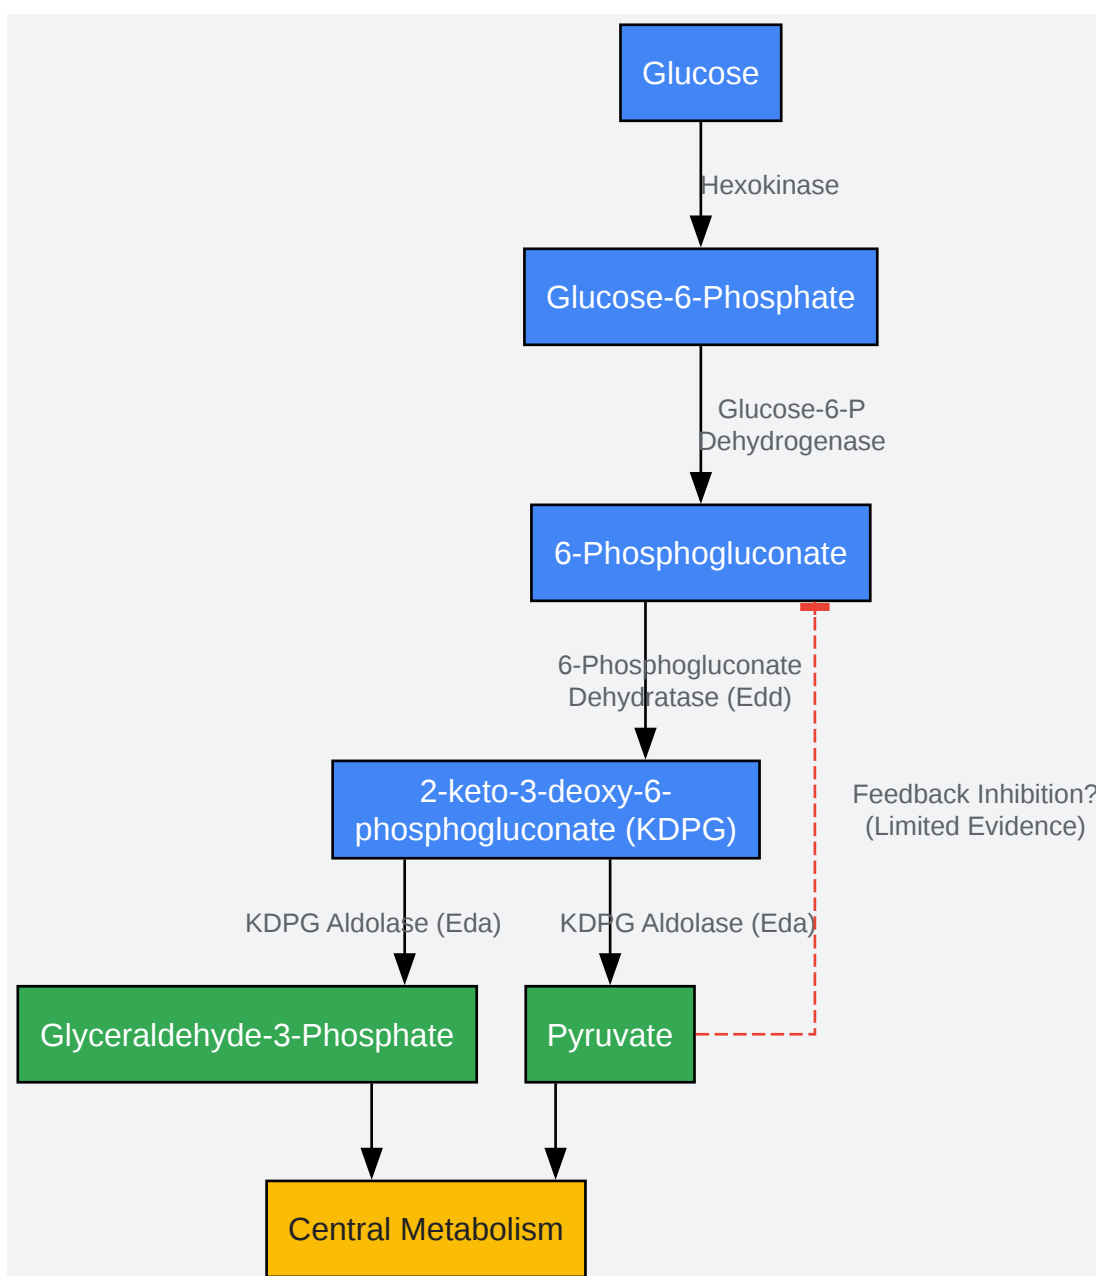 Glucose
Hexokinase
Glucose-6-Phosphate
Glucose-6-P
Dehydrogenase
6-Phosphogluconate
6-Phosphogluconate
Dehydratase (Edd)
2-keto-3-deoxy-6-
phosphogluconate (KDPG)
Feedback Inhibition?
(Limited Evidence)
KDPG Aldolase (Eda)
KDPG Aldolase (Eda)
Glyceraldehyde-3-Phosphate
Pyruvate
Central Metabolism